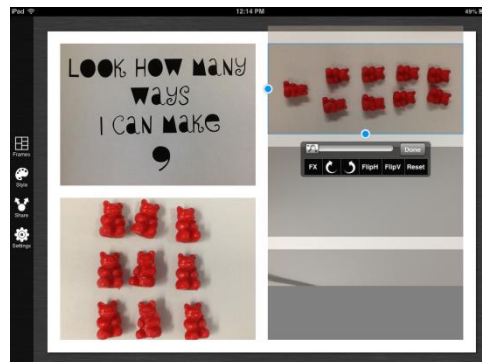 iPad
12:14 PM
49%
LOOK HOW MANY
WAYS
I CAN MAKE
9
Frames
Style
Share
Settings
Done
FX
FlipH
FlipV
Reset